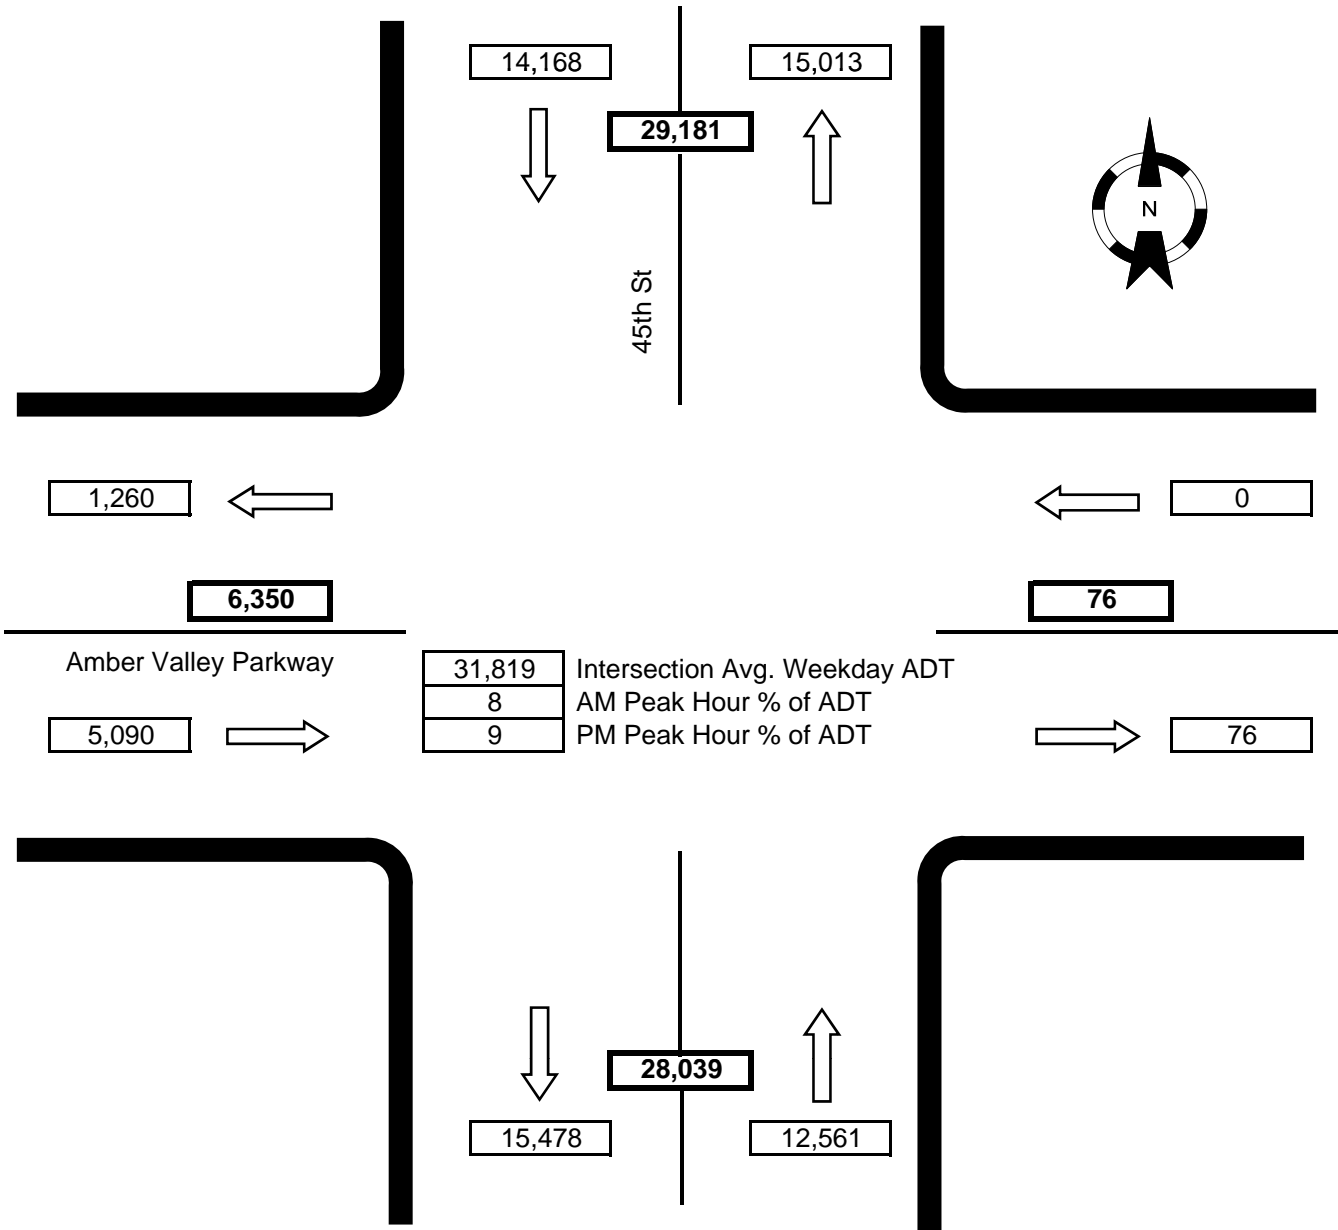 14,168
15,013
29,181
N
45th St
1,260
0
6,350
76
Amber Valley Parkway
31,819 Intersection Avg. Weekday ADT
8 AM Peak Hour % of ADT
9 PM Peak Hour % of ADT
5,090
76
28,039
15,478
12,561